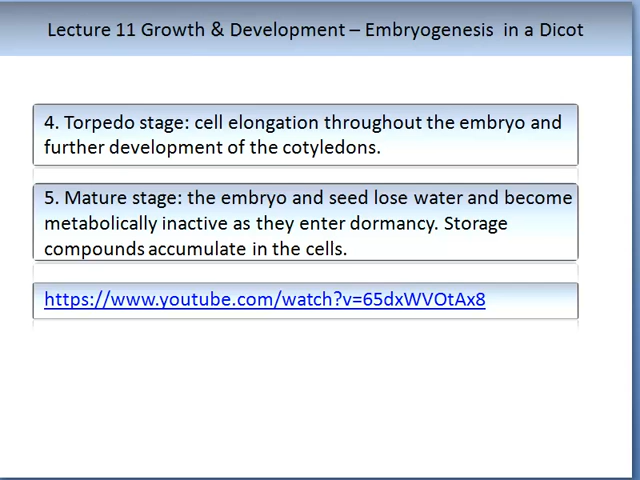 Lecture 11 Growth & Development – Embryogenesis in a Dicot
4. Torpedo stage: cell elongation throughout the embryo and
further development of the cotyledons.
5. Mature stage: the embryo and seed lose water and become
metabolically inactive as they enter dormancy. Storage
compounds accumulate in the cells.
https://www.youtube.com/watch?v=65dxWVOtAx8